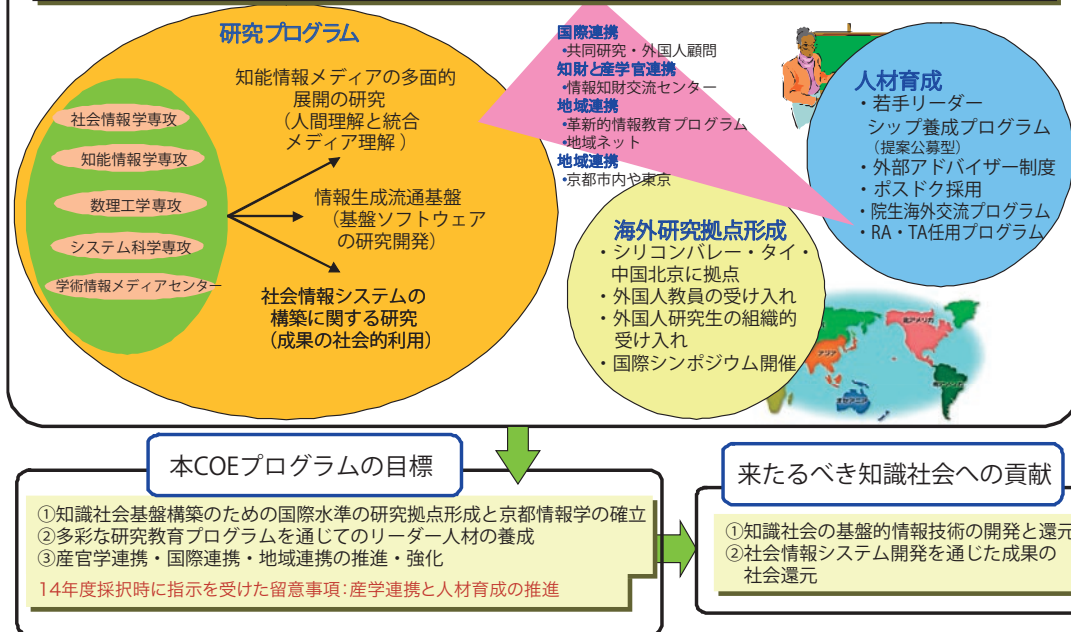 研究プログラム
知能情報メディアの多面的
展開の研究
(人間理解と統合
メディア理解 )
社会情報学専攻
知能情報学専攻
数理工学専攻
システム科学専攻
学術情報メディアセンター
情報生成流通基盤
(基盤ソフトウェア
の研究開発)
社会情報システムの
構築に関する研究
(成果の社会的利用)
国際連携
•共同研究・外国人顧問
知財と産学官連携
•情報知財交流センター
地域連携
•革新的情報教育プログラム
•地域ネット
地域連携
•京都市内や東京
人材育成
・若手リーダー
シップ養成プログラム
(提案公募型)
・外部アドバイザー制度
・ポスドク採用
・院生海外交流プログラム
・RA・TA任用プログラム
海外研究拠点形成
・シリコンバレー・タイ・
中国北京に拠点
・外国人教員の受け入れ
・外国人研究生の組織的
受け入れ
・国際シンポジウム開催
北アメリカ
アジア
オセアニア
南アメリカ
本COEプログラムの目標
①知識社会基盤構築のための国際水準の研究拠点形成と京都情報学の確立
②多彩な研究教育プログラムを通じてのリーダー人材の養成
③産官学連携・国際連携・地域連携の推進・強化
14年度採択時に指示を受けた留意事項:産学連携と人材育成の推進
来たるべき知識社会への貢献
①知識社会の基盤的情報技術の開発と還元
②社会情報システム開発を通じた成果の
社会還元